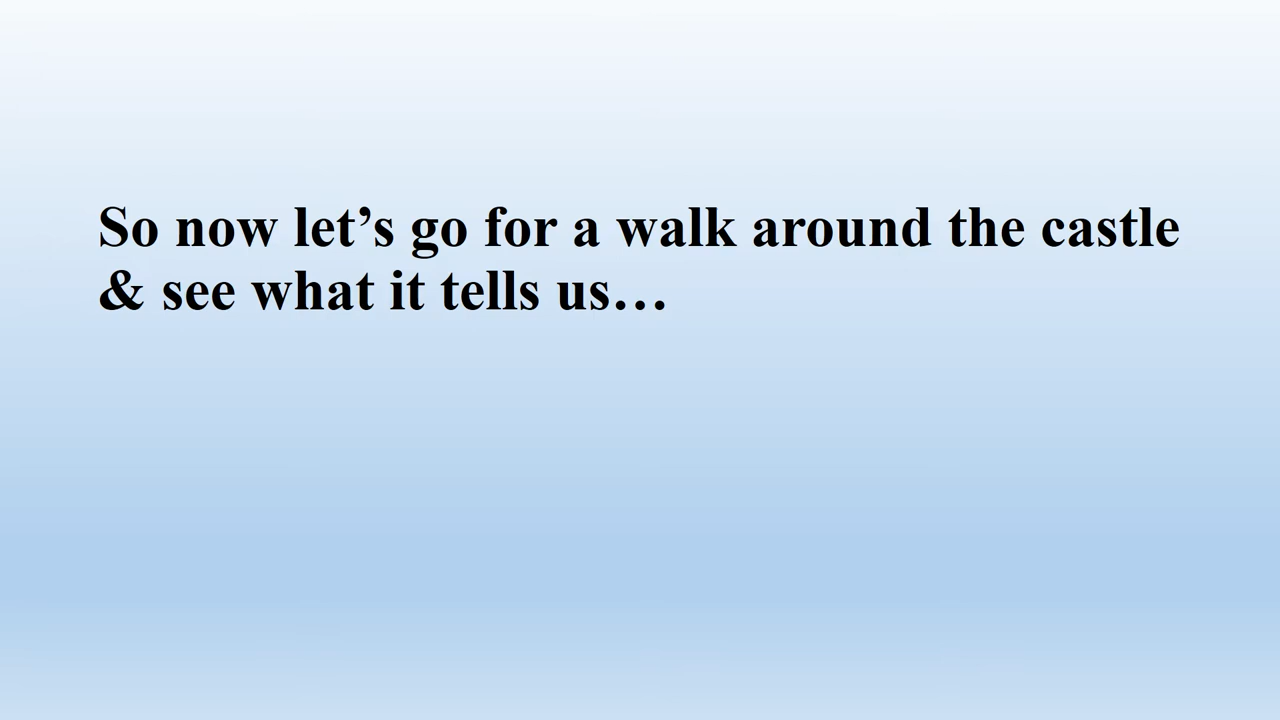 So now let’s go for a walk around the castle
& see what it tells us…